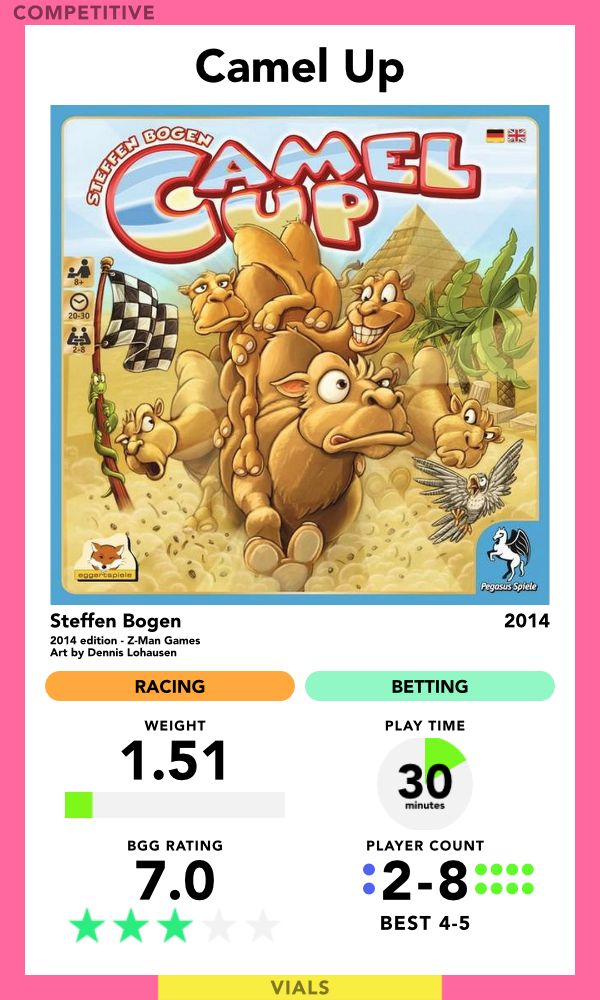 COMPETITIVE
Camel Up
STEFFEN BOGEN
CAMEL
UP
8+
20-30
2-8
eggertspiele
Pegasus Spiele
Steffen Bogen
2014
2014 edition - Z-Man Games
Art by Dennis Lohausen
RACING
BETTING
WEIGHT
PLAY TIME
1.51
30
minutes
BGG RATING
PLAYER COUNT
7.0
2-8
BEST 4-5
VIALS